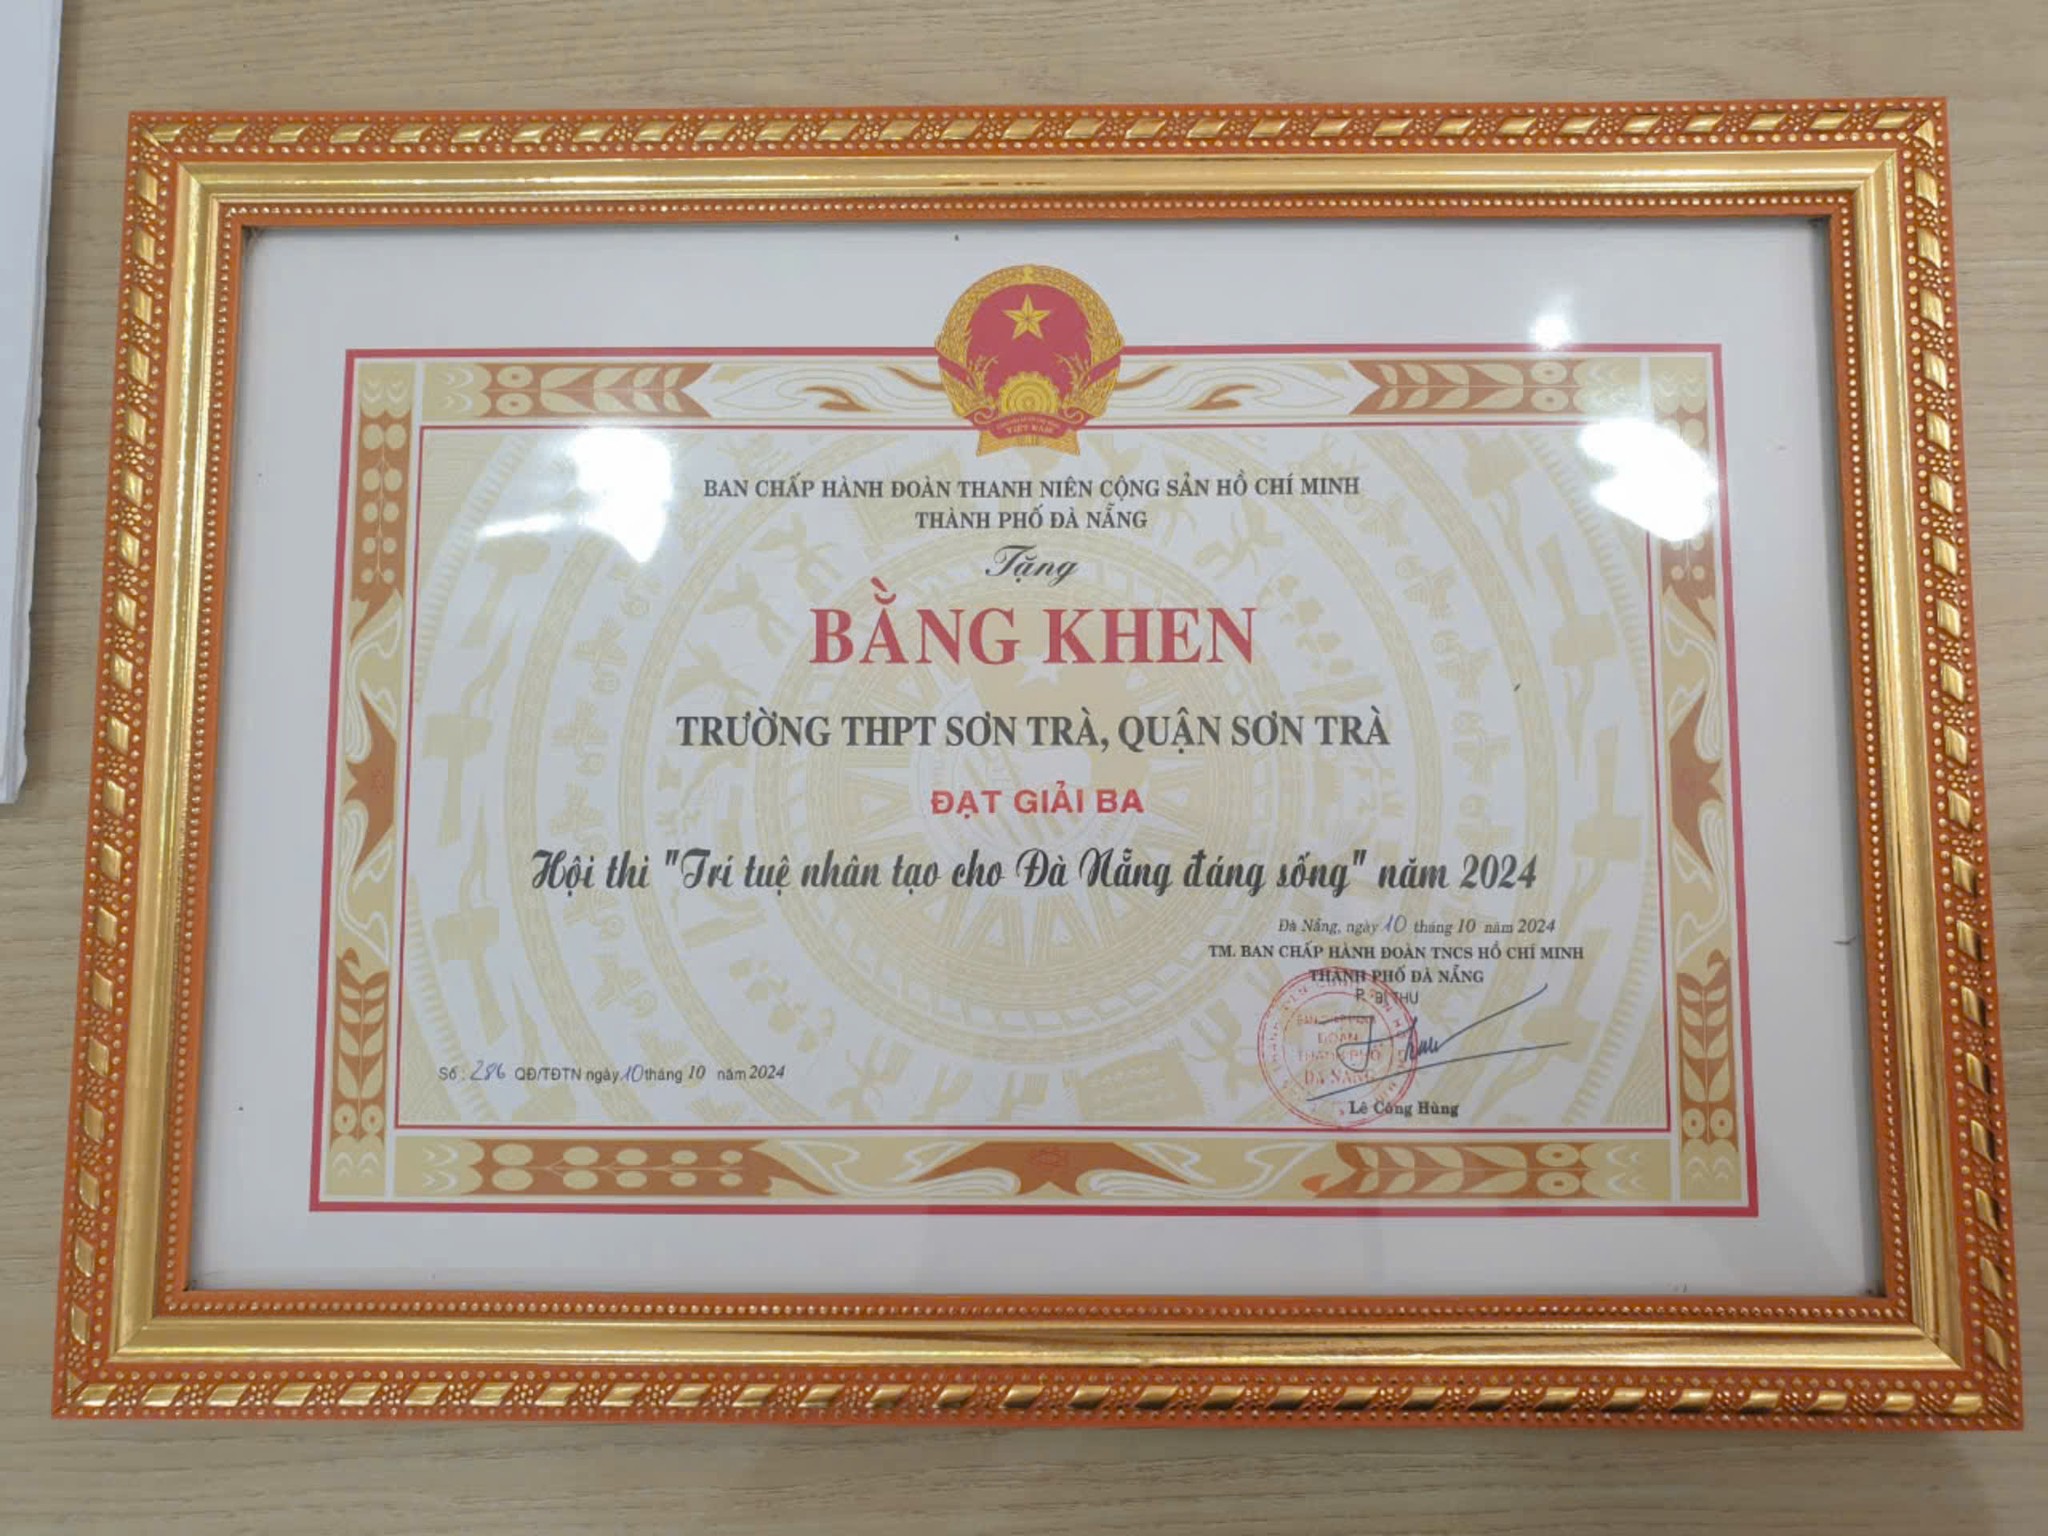 VIỆT NAM
BAN CHẤP HÀNH ĐOÀN THANH NIÊN CỘNG SẢN HỒ CHÍ MINH
THÀNH PHỐ ĐÀ NẴNG
Tặng
BẰNG KHEN
TRƯỜNG THPT SƠN TRÀ, QUẬN SƠN TRÀ
ĐẠT GIẢI BA
Hội thi "Trí tuệ nhân tạo cho Đà Nẵng đáng sống" năm 2024
Đà Nẵng, ngày 10 tháng 10 năm 2024
TM. BAN CHẤP HÀNH ĐOÀN TNCS HỒ CHÍ MINH
THÀNH PHỐ ĐÀ NẴNG
P. BÍ THƯ
ĐOÀN
THÀNH PHỐ
ĐÀ NẴNG
Số : 286 QĐ/TĐTN ngày 10 tháng 10 năm 2024
Lê Công Hùng